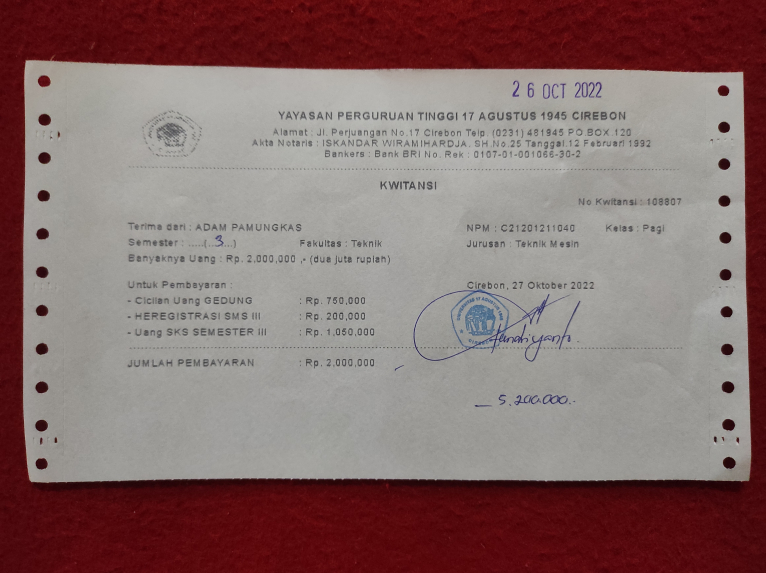 26 OCT 2022
YAYASAN PERGURUAN TINGGI 17 AGUSTUS 1945 CIREBON
Alamat : Jl. Perjuangan No.17 Cirebon Telp. (0231) 481945 PO.BOX.120
Akta Notaris : ISKANDAR WIRAMIHARDJA. SH.No.25 Tanggal.12 Februari 1992
Bankers : Bank BRI No. Rek : 0107-01-001066-30-2
KWITANSI
No Kwitansi : 108807
Terima dari : ADAM PAMUNGKAS NPM : C21201211040 Kelas : Pagi
Semester : .....(..3...) Fakultas : Teknik Jurusan : Teknik Mesin
Banyaknya Uang : Rp. 2,000,000 ,- (dua juta rupiah)
Untuk Pembayaran : Cirebon, 27 Oktober 2022
- Cicilan Uang GEDUNG : Rp. 750,000
- HEREGISTRASI SMS III : Rp. 200,000
- Uang SKS SEMESTER III : Rp. 1,050,000
JUMLAH PEMBAYARAN : Rp. 2,000,000
— 5.200.000.-